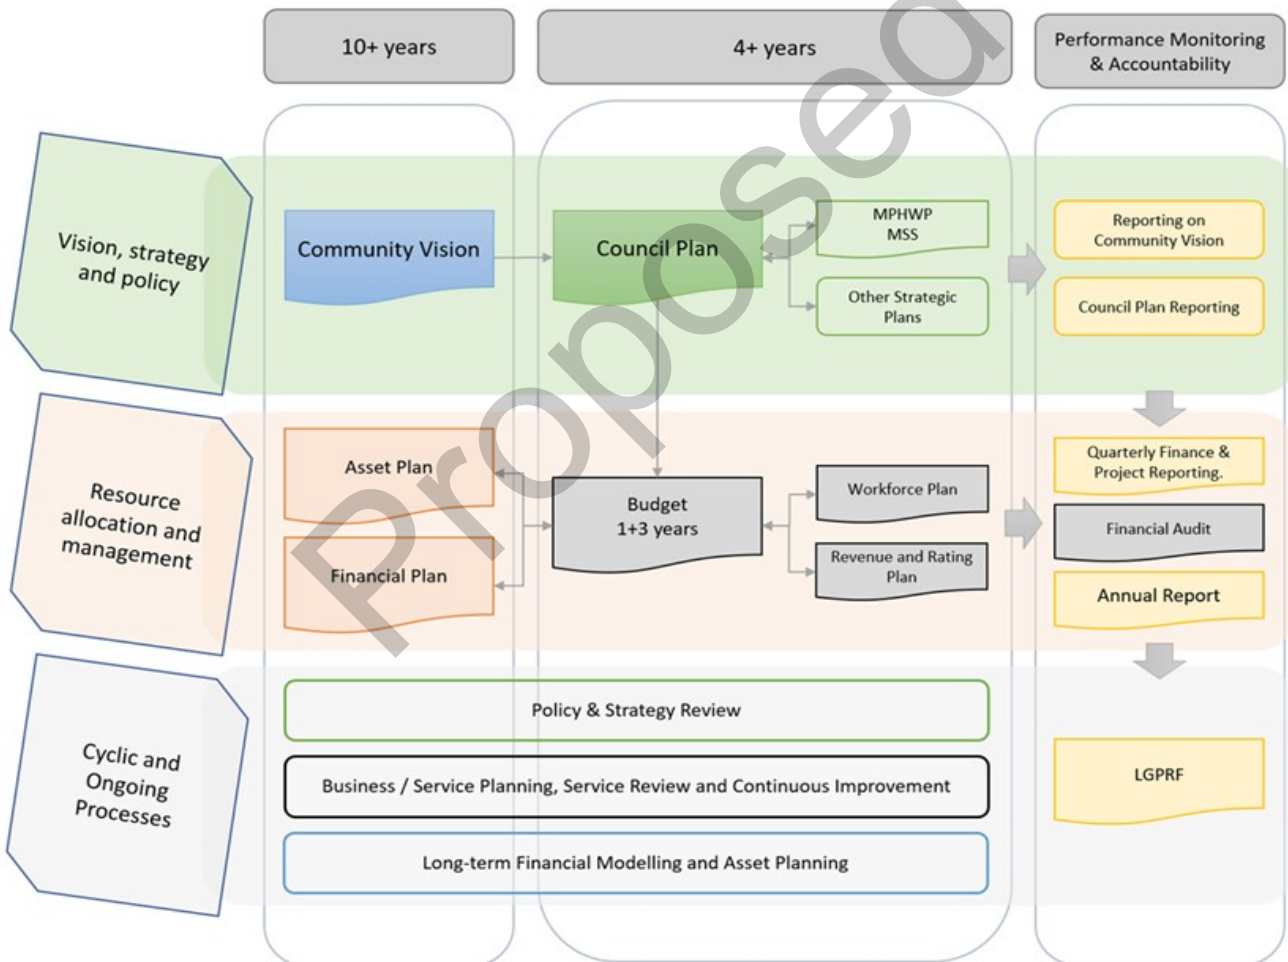 10+ years
4+ years
Performance Monitoring
& Accountability
Vision, strategy
and policy
Community Vision
Council Plan
MPHWP
MSS
Other Strategic
Plans
Reporting on
Community Vision
Council Plan Reporting
Resource
allocation and
management
Asset Plan
Financial Plan
Budget
1+3 years
Workforce Plan
Revenue and Rating
Plan
Quarterly Finance &
Project Reporting.
Financial Audit
Annual Report
Cyclic and
Ongoing
Processes
Policy & Strategy Review
Business / Service Planning, Service Review and Continuous Improvement
Long-term Financial Modelling and Asset Planning
LGPRF
Proposed